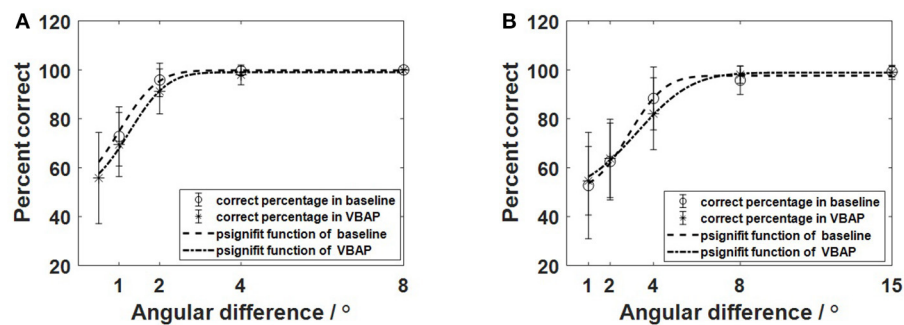 A
120
100
80
60
40
20
Percent correct
correct percentage in baseline
correct percentage in VBAP
psignifit function of baseline
psignifit function of VBAP
1 2 4 8
Angular difference / °
B
120
100
80
60
40
20
Percent correct
correct percentage in baseline
correct percentage in VBAP
psignifit function of baseline
psignifit function of VBAP
1 2 4 8 15
Angular difference / °